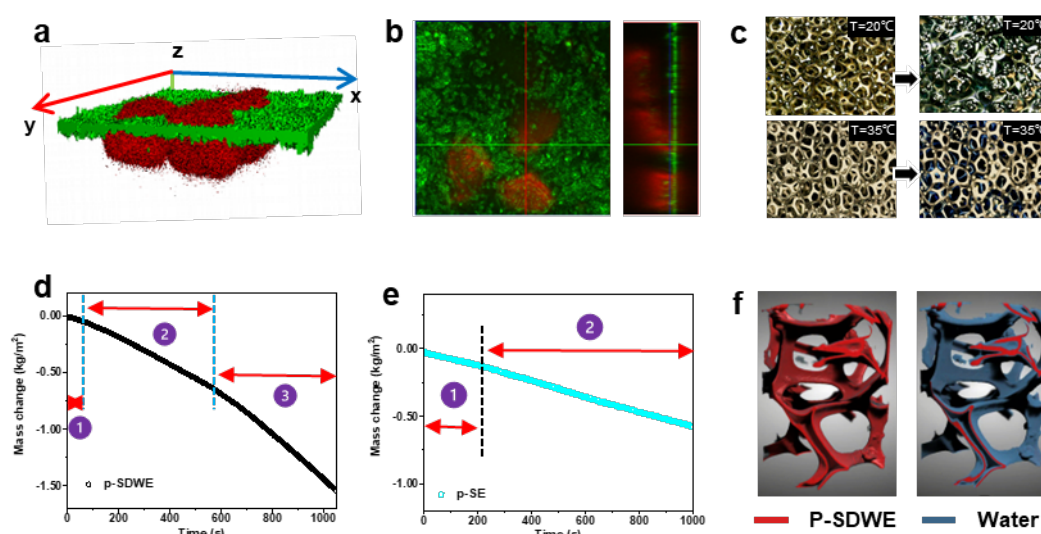 a
z
x
y
b
c
T=20℃
T=20℃
T=35℃
T=35℃
d
Mass change (kg/m²)
0.00
-0.50
-1.00
-1.50
1
2
3
p-SDWE
0 200 400 600 800 1000
Time (s)
e
Mass change (kg/m²)
0.00
-0.50
-1.00
1
2
p-SE
0 200 400 600 800 1000
Time (s)
f
P-SDWE
Water